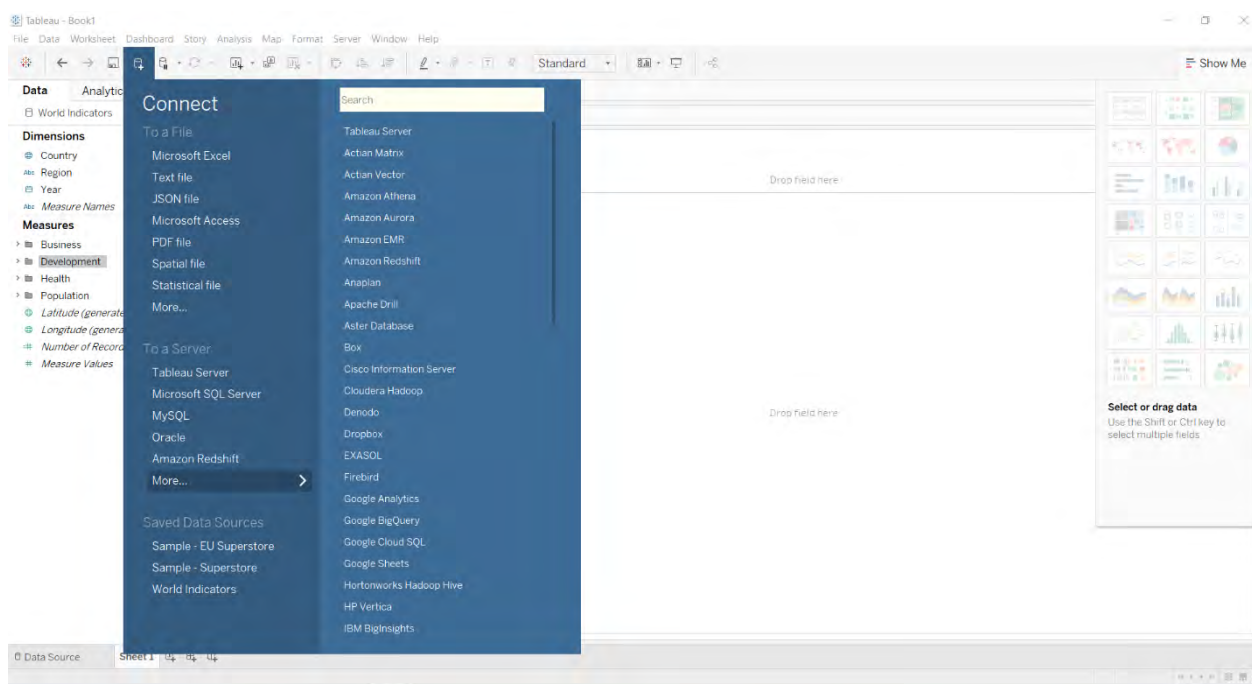 Tableau - Book1
File Data Worksheet Dashboard Story Analysis Map Format Server Window Help
Standard
Show Me
Data Analytic
World Indicators
Dimensions
Country
Abc Region
Year
Abc Measure Names
Measures
Business
Development
Health
Population
Latitude (generate
Longitude (genera
Number of Record
Measure Values
Connect
To a File
Microsoft Excel
Text file
JSON file
Microsoft Access
PDF file
Spatial file
Statistical file
More...
To a Server
Tableau Server
Microsoft SQL Server
MySQL
Oracle
Amazon Redshift
More...
Saved Data Sources
Sample - EU Superstore
Sample - Superstore
World Indicators
Search
Tableau Server
Actian Matrix
Actian Vector
Amazon Athena
Amazon Aurora
Amazon EMR
Amazon Redshift
Anaplan
Apache Drill
Aster Database
Box
Cisco Information Server
Cloudera Hadoop
Denodo
Dropbox
EXASOL
Firebird
Google Analytics
Google BigQuery
Google Cloud SQL
Google Sheets
Hortonworks Hadoop Hive
HP Vertica
IBM BigInsights
Drop field here
Drop field here
Select or drag data
Use the Shift or Ctrl key to
select multiple fields
Data Source
Sheet 1